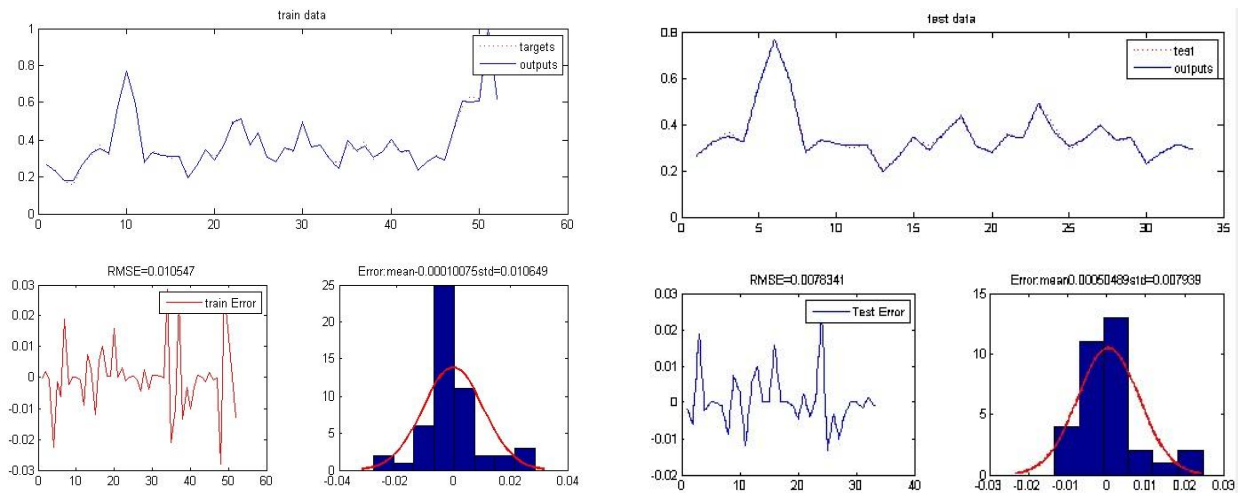 train data
1
0.8
0.6
0.4
0.2
0
0 10 20 30 40 50 60
targets
outputs
test data
0.8
0.6
0.4
0.2
0
0 5 10 15 20 25 30 35
test
outputs
RMSE=0.010547
0.03
0.02
0.01
0
-0.01
-0.02
-0.03
0 10 20 30 40 50 60
train Error
Error:mean-0.00010075std=0.010649
25
20
15
10
5
0
-0.04 -0.02 0 0.02 0.04
RMSE=0.0078341
0.03
0.02
0.01
0
-0.01
0.02
0 10 20 30 40
Test Error
Error:mean0.00050489std=0.007939
15
10
5
0
-0.03 -0.02 -0.01 0 0.01 0.02 0.03